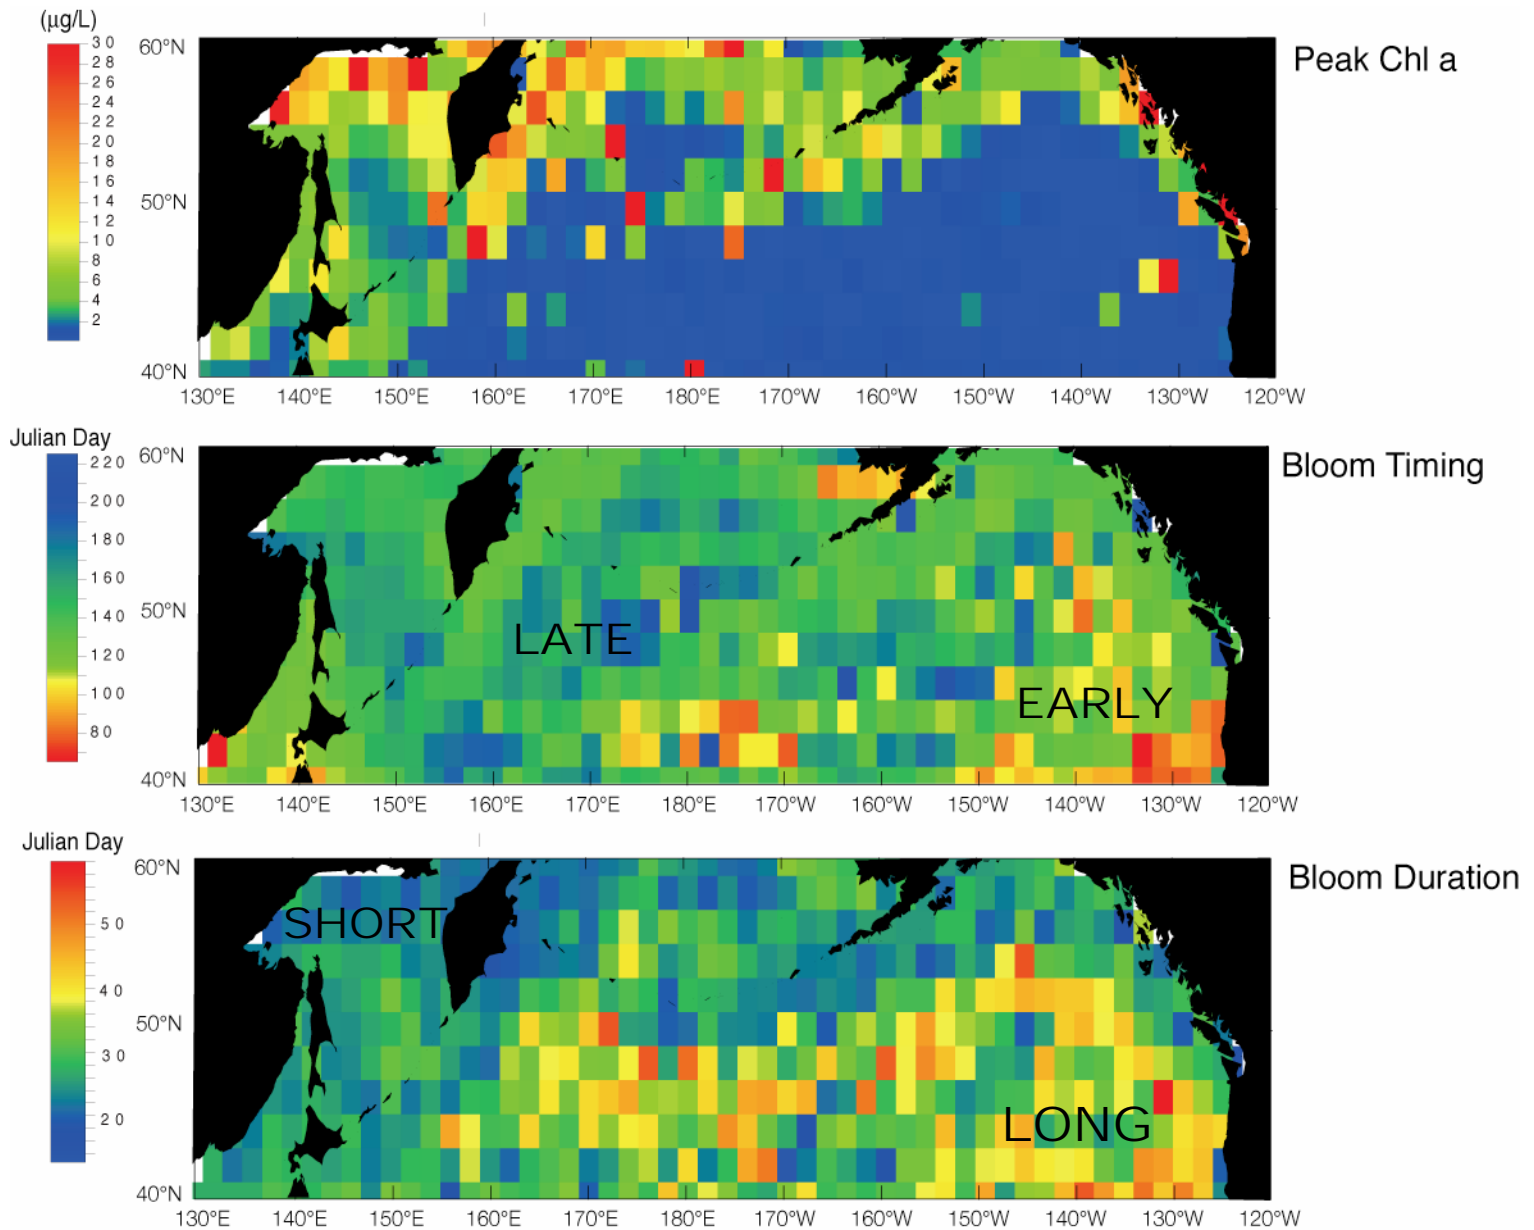 (µg/L)
Peak Chl a
30
28
26
24
22
20
18
16
14
12
10
8
6
4
2
60°N
50°N
40°N
130°E 140°E 150°E 160°E 170°E 180°E 170°W 160°W 150°W 140°W 130°W 120°W
Julian Day
Bloom Timing
220
200
180
160
140
120
100
80
60°N
50°N
40°N
LATE
EARLY
130°E 140°E 150°E 160°E 170°E 180°E 170°W 160°W 150°W 140°W 130°W 120°W
Julian Day
Bloom Duration
50
40
30
20
60°N
50°N
40°N
SHORT
LONG
130°E 140°E 150°E 160°E 170°E 180°E 170°W 160°W 150°W 140°W 130°W 120°W